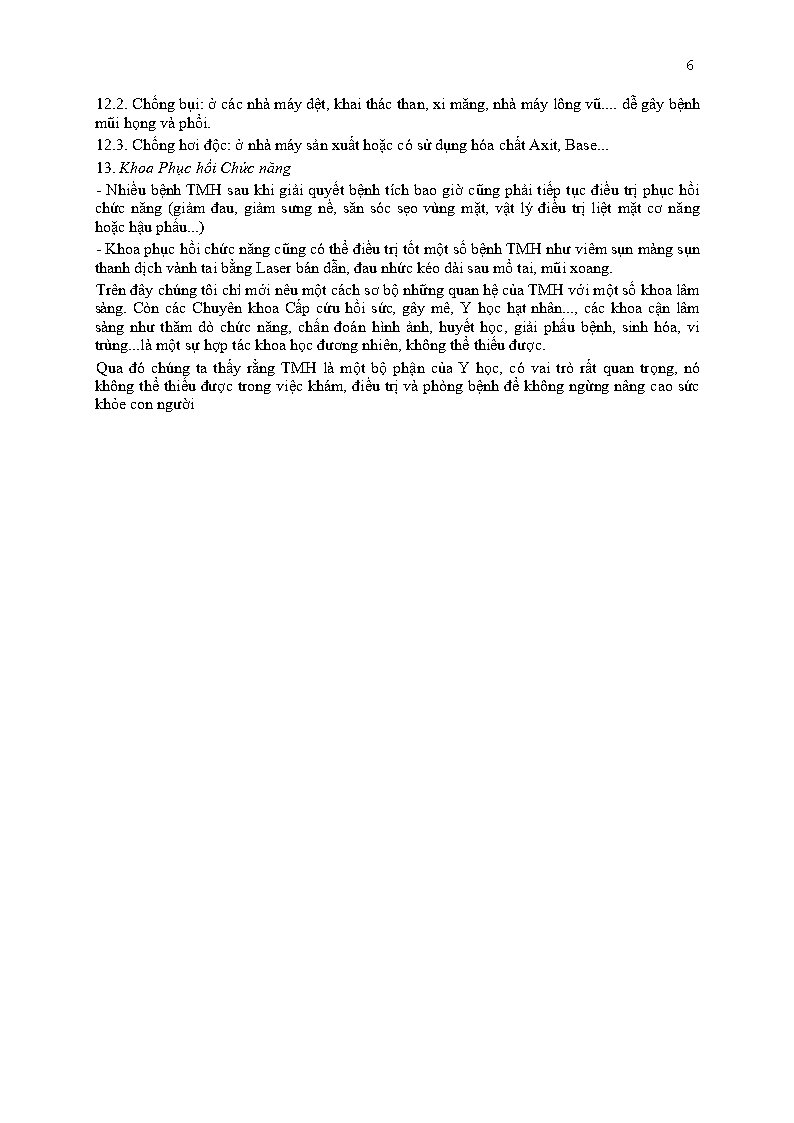 6
12.2. Chống bụi: ở các nhà máy dệt, khai thác than, xi măng, nhà máy lông vũ.... dễ gây bệnh
mũi họng và phổi.
12.3. Chống hơi độc: ở nhà máy sản xuất hoặc có sử dụng hóa chất Axit, Base...
13. Khoa Phục hồi Chức năng
- Nhiều bệnh TMH sau khi giải quyết bệnh tích bao giờ cũng phải tiếp tục điều trị phục hồi
chức năng (giảm đau, giảm sưng nề, săn sóc sẹo vùng mặt, vật lý điều trị liệt mặt cơ năng
hoặc hậu phẩu...)
- Khoa phục hồi chức năng cũng có thể điều trị tốt một số bệnh TMH như viêm sụn màng sụn
thanh dịch vành tai bằng Laser bán dẫn, đau nhức kéo dài sau mổ tai, mũi xoang.
Trên đây chúng tôi chỉ mới nêu một cách sơ bộ những quan hệ của TMH với một số khoa lâm
sàng. Còn các Chuyên khoa Cấp cứu hồi sức, gây mê, Y học hạt nhân..., các khoa cận lâm
sàng như thăm dò chức năng, chẩn đoán hình ảnh, huyết học, giải phẩu bệnh, sinh hóa, vi
trùng...là một sự hợp tác khoa học đương nhiên, không thể thiếu được.
Qua đó chúng ta thấy rằng TMH là một bộ phận của Y học, có vai trò rất quan trọng, nó
không thể thiếu được trong việc khám, điều trị và phòng bệnh để không ngừng nâng cao sức
khỏe con người